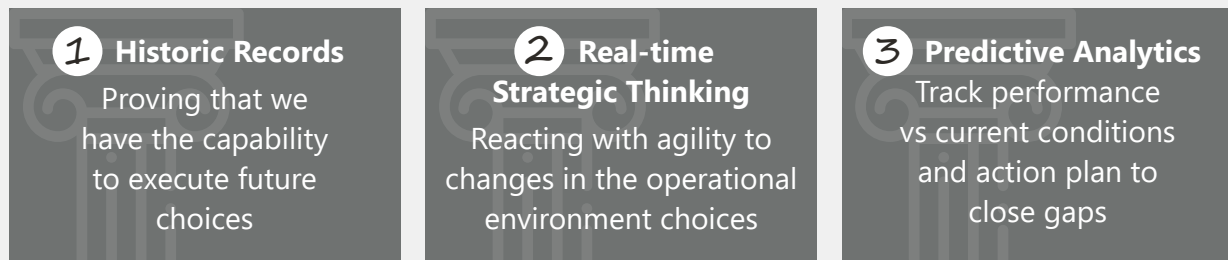 1 Historic Records
Proving that we
have the capability
to execute future
choices
2 Real-time
Strategic Thinking
Reacting with agility to
changes in the operational
environment choices
3 Predictive Analytics
Track performance
vs current conditions
and action plan to
close gaps